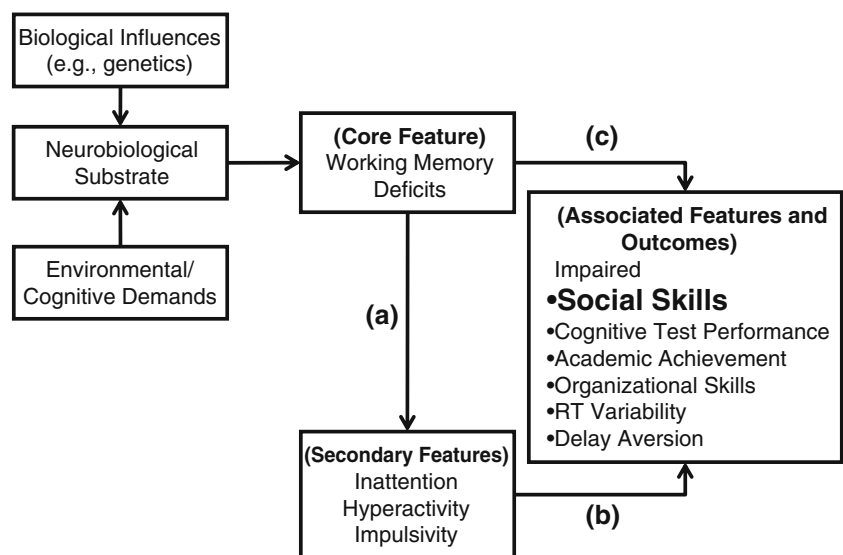 Biological Influences
(e.g., genetics)
Neurobiological
Substrate
Environmental/
Cognitive Demands
(Core Feature)
Working Memory
Deficits
(a)
(c)
(Secondary Features)
Inattention
Hyperactivity
Impulsivity
(b)
(Associated Features and
Outcomes)
Impaired
•Social Skills
•Cognitive Test Performance
•Academic Achievement
•Organizational Skills
•RT Variability
•Delay Aversion